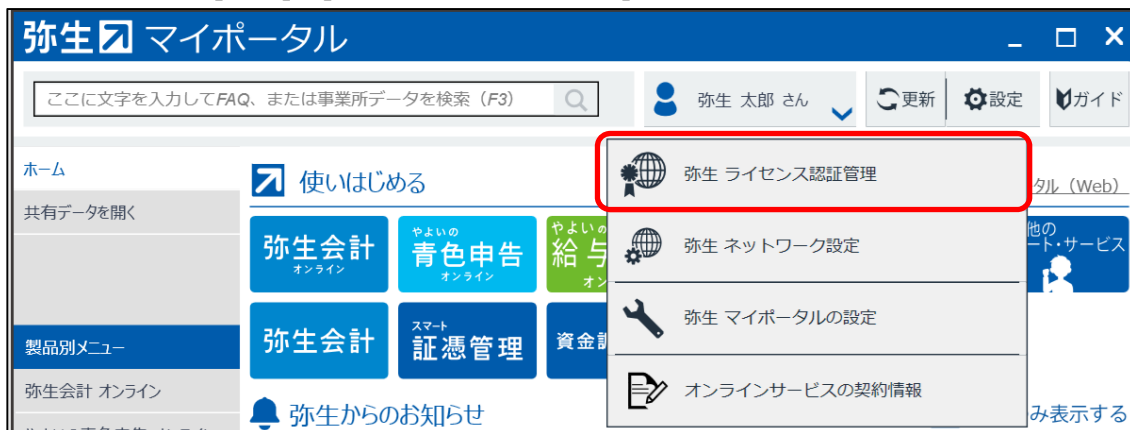 弥生 マイポータル
ここに文字を入力してFAQ、または事業所データを検索（F3）
弥生 太郎 さん
更新
設定
ガイド
ホーム
共有データを開く
製品別メニュー
弥生会計 オンライン
使いはじめる
タル（Web）
弥生会計
オンライン
やよいの
青色申告
オンライン
やよいの
給与
オン
他の
ート・サービス
弥生会計
スマート
証憑管理
資金調
弥生 ライセンス認証管理
弥生 ネットワーク設定
弥生 マイポータルの設定
オンラインサービスの契約情報
弥生からのお知らせ
み表示する